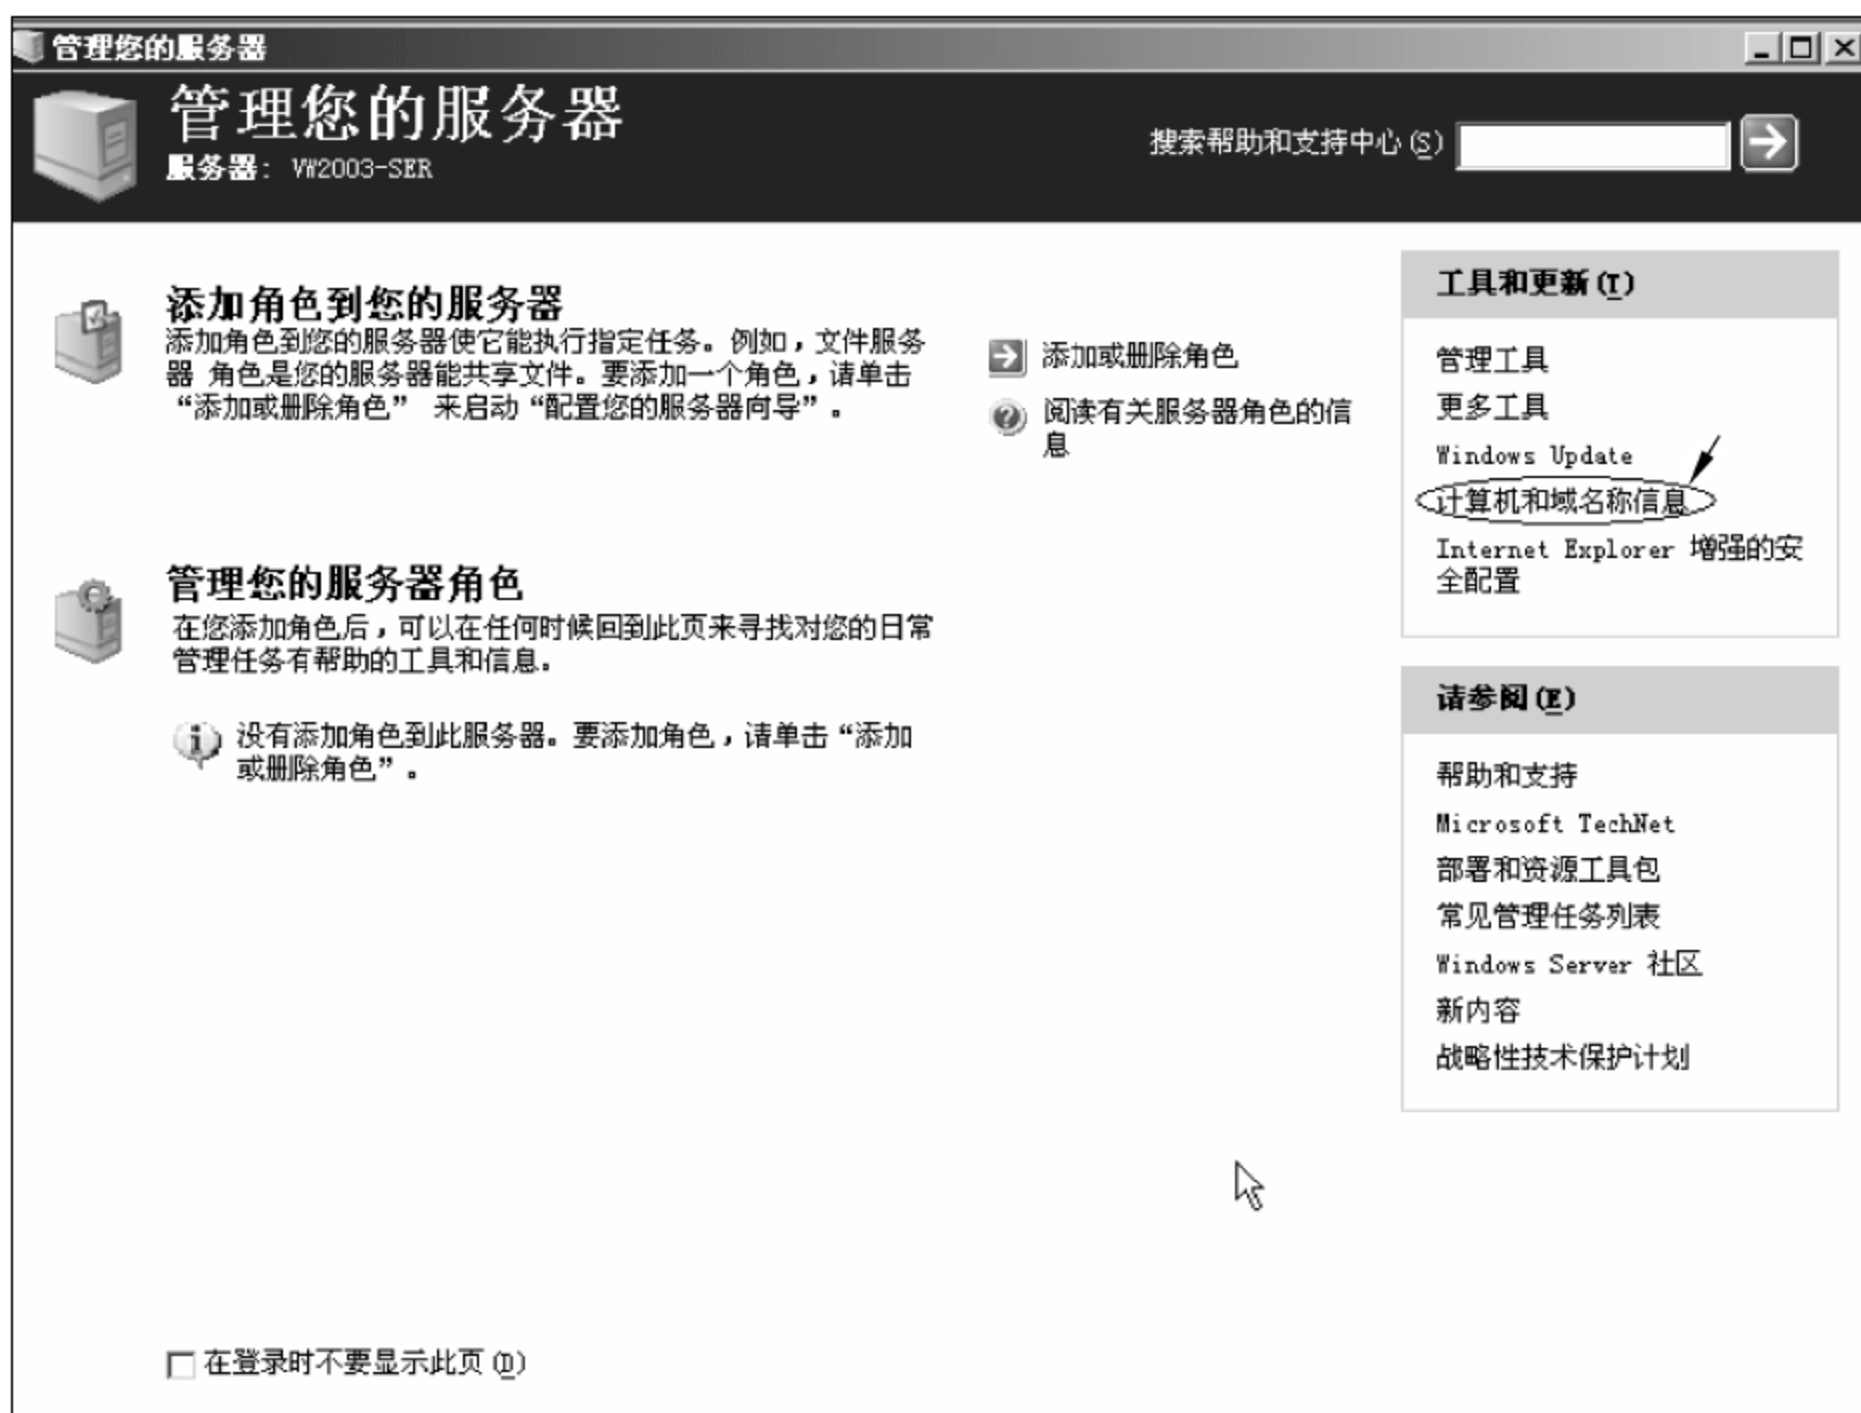 管理您的服务器
管理您的服务器
服务器: VW2003-SER
搜索帮助和支持中心(S)
添加角色到您的服务器
添加角色到您的服务器使它能执行指定任务。例如，文件服务
器 角色是您的服务器能共享文件。要添加一个角色，请单击
“添加或删除角色” 来启动“配置您的服务器向导”。
添加或删除角色
阅读有关服务器角色的信
息
管理您的服务器角色
在您添加角色后，可以在任何时候回到此页来寻找对您的日常
管理任务有帮助的工具和信息。
没有添加角色到此服务器。要添加角色，请单击“添加
或删除角色”。
工具和更新(T)
管理工具
更多工具
Windows Update
计算机和域名称信息
Internet Explorer 增强的安
全配置
请参阅(E)
帮助和支持
Microsoft TechNet
部署和资源工具包
常见管理任务列表
Windows Server 社区
新内容
战略性技术保护计划
在登录时不要显示此页(D)